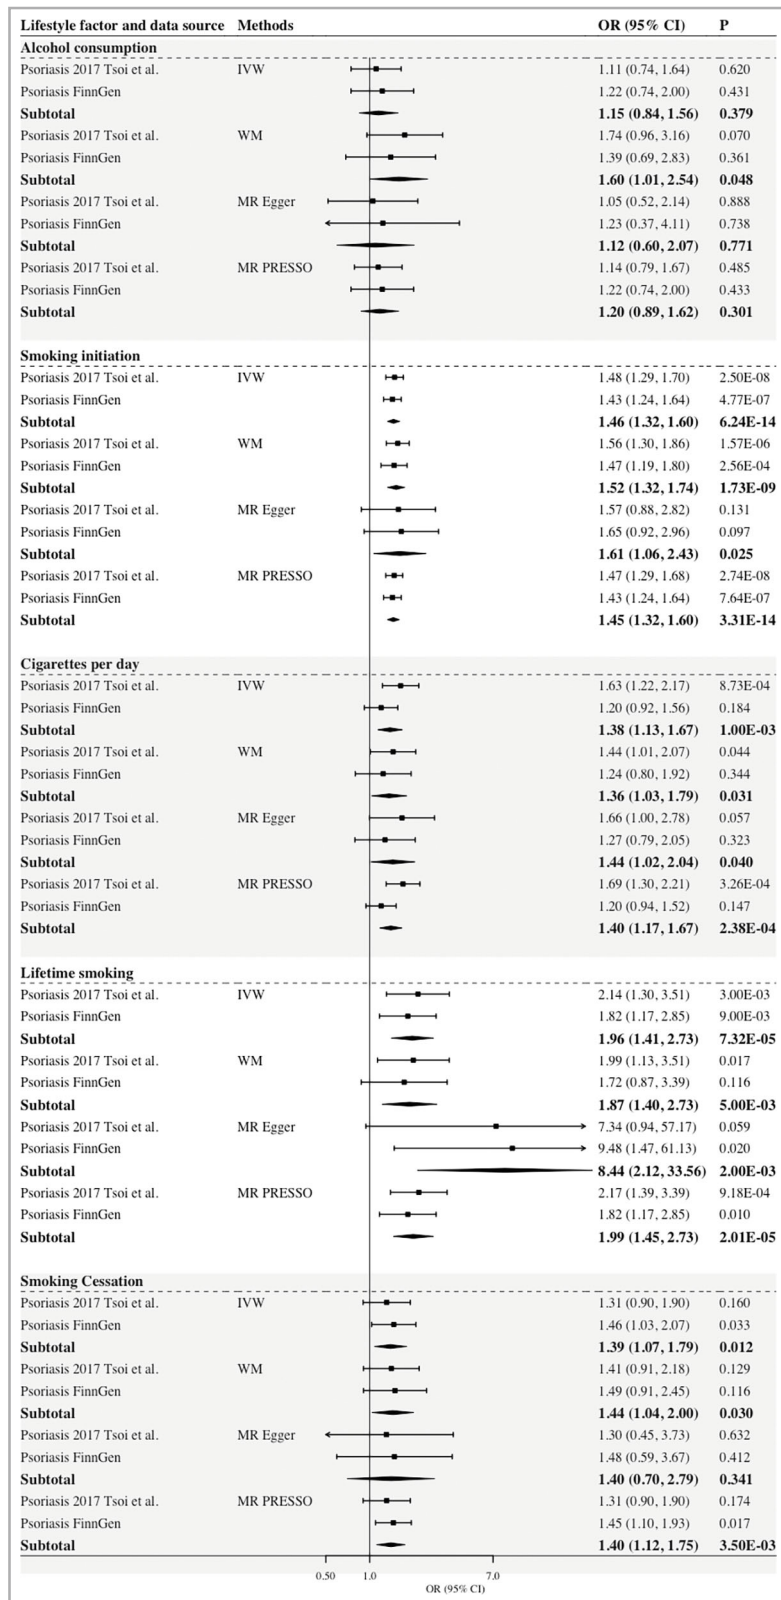 Lifestyle factor and data source Methods OR (95% CI) P
Alcohol consumption
Psoriasis 2017 Tsoi et al. IVW 1.11 (0.74, 1.64) 0.620
Psoriasis FinnGen 1.22 (0.74, 2.00) 0.431
Subtotal 1.15 (0.84, 1.56) 0.379
Psoriasis 2017 Tsoi et al. WM 1.74 (0.96, 3.16) 0.070
Psoriasis FinnGen 1.39 (0.69, 2.83) 0.361
Subtotal 1.60 (1.01, 2.54) 0.048
Psoriasis 2017 Tsoi et al. MR Egger 1.05 (0.52, 2.14) 0.888
Psoriasis FinnGen 1.23 (0.37, 4.11) 0.738
Subtotal 1.12 (0.60, 2.07) 0.771
Psoriasis 2017 Tsoi et al. MR PRESSO 1.14 (0.79, 1.67) 0.485
Psoriasis FinnGen 1.22 (0.74, 2.00) 0.433
Subtotal 1.20 (0.89, 1.62) 0.301
Smoking initiation
Psoriasis 2017 Tsoi et al. IVW 1.48 (1.29, 1.70) 2.50E-08
Psoriasis FinnGen 1.43 (1.24, 1.64) 4.77E-07
Subtotal 1.46 (1.32, 1.60) 6.24E-14
Psoriasis 2017 Tsoi et al. WM 1.56 (1.30, 1.86) 1.57E-06
Psoriasis FinnGen 1.47 (1.19, 1.80) 2.56E-04
Subtotal 1.52 (1.32, 1.74) 1.73E-09
Psoriasis 2017 Tsoi et al. MR Egger 1.57 (0.88, 2.82) 0.131
Psoriasis FinnGen 1.65 (0.92, 2.96) 0.097
Subtotal 1.61 (1.06, 2.43) 0.025
Psoriasis 2017 Tsoi et al. MR PRESSO 1.47 (1.29, 1.68) 2.74E-08
Psoriasis FinnGen 1.43 (1.24, 1.64) 7.64E-07
Subtotal 1.45 (1.32, 1.60) 3.31E-14
Cigarettes per day
Psoriasis 2017 Tsoi et al. IVW 1.63 (1.22, 2.17) 8.73E-04
Psoriasis FinnGen 1.20 (0.92, 1.56) 0.184
Subtotal 1.38 (1.13, 1.67) 1.00E-03
Psoriasis 2017 Tsoi et al. WM 1.44 (1.01, 2.07) 0.044
Psoriasis FinnGen 1.24 (0.80, 1.92) 0.344
Subtotal 1.36 (1.03, 1.79) 0.031
Psoriasis 2017 Tsoi et al. MR Egger 1.66 (1.00, 2.78) 0.057
Psoriasis FinnGen 1.27 (0.79, 2.05) 0.323
Subtotal 1.44 (1.02, 2.04) 0.040
Psoriasis 2017 Tsoi et al. MR PRESSO 1.69 (1.30, 2.21) 3.26E-04
Psoriasis FinnGen 1.20 (0.94, 1.52) 0.147
Subtotal 1.40 (1.17, 1.67) 2.38E-04
Lifetime smoking
Psoriasis 2017 Tsoi et al. IVW 2.14 (1.30, 3.51) 3.00E-03
Psoriasis FinnGen 1.82 (1.17, 2.85) 9.00E-03
Subtotal 1.96 (1.41, 2.73) 7.32E-05
Psoriasis 2017 Tsoi et al. WM 1.99 (1.13, 3.51) 0.017
Psoriasis FinnGen 1.72 (0.87, 3.39) 0.116
Subtotal 1.87 (1.40, 2.73) 5.00E-03
Psoriasis 2017 Tsoi et al. MR Egger 7.34 (0.94, 57.17) 0.059
Psoriasis FinnGen 9.48 (1.47, 61.13) 0.020
Subtotal 8.44 (2.12, 33.56) 2.00E-03
Psoriasis 2017 Tsoi et al. MR PRESSO 2.17 (1.39, 3.39) 9.18E-04
Psoriasis FinnGen 1.82 (1.17, 2.85) 0.010
Subtotal 1.99 (1.45, 2.73) 2.01E-05
Smoking Cessation
Psoriasis 2017 Tsoi et al. IVW 1.31 (0.90, 1.90) 0.160
Psoriasis FinnGen 1.46 (1.03, 2.07) 0.033
Subtotal 1.39 (1.07, 1.79) 0.012
Psoriasis 2017 Tsoi et al. WM 1.41 (0.91, 2.18) 0.129
Psoriasis FinnGen 1.49 (0.91, 2.45) 0.116
Subtotal 1.44 (1.04, 2.00) 0.030
Psoriasis 2017 Tsoi et al. MR Egger 1.30 (0.45, 3.73) 0.632
Psoriasis FinnGen 1.48 (0.59, 3.67) 0.412
Subtotal 1.40 (0.70, 2.79) 0.341
Psoriasis 2017 Tsoi et al. MR PRESSO 1.31 (0.90, 1.90) 0.174
Psoriasis FinnGen 1.45 (1.10, 1.93) 0.017
Subtotal 1.40 (1.12, 1.75) 3.50E-03
0.50 1.0 7.0
OR (95% CI)